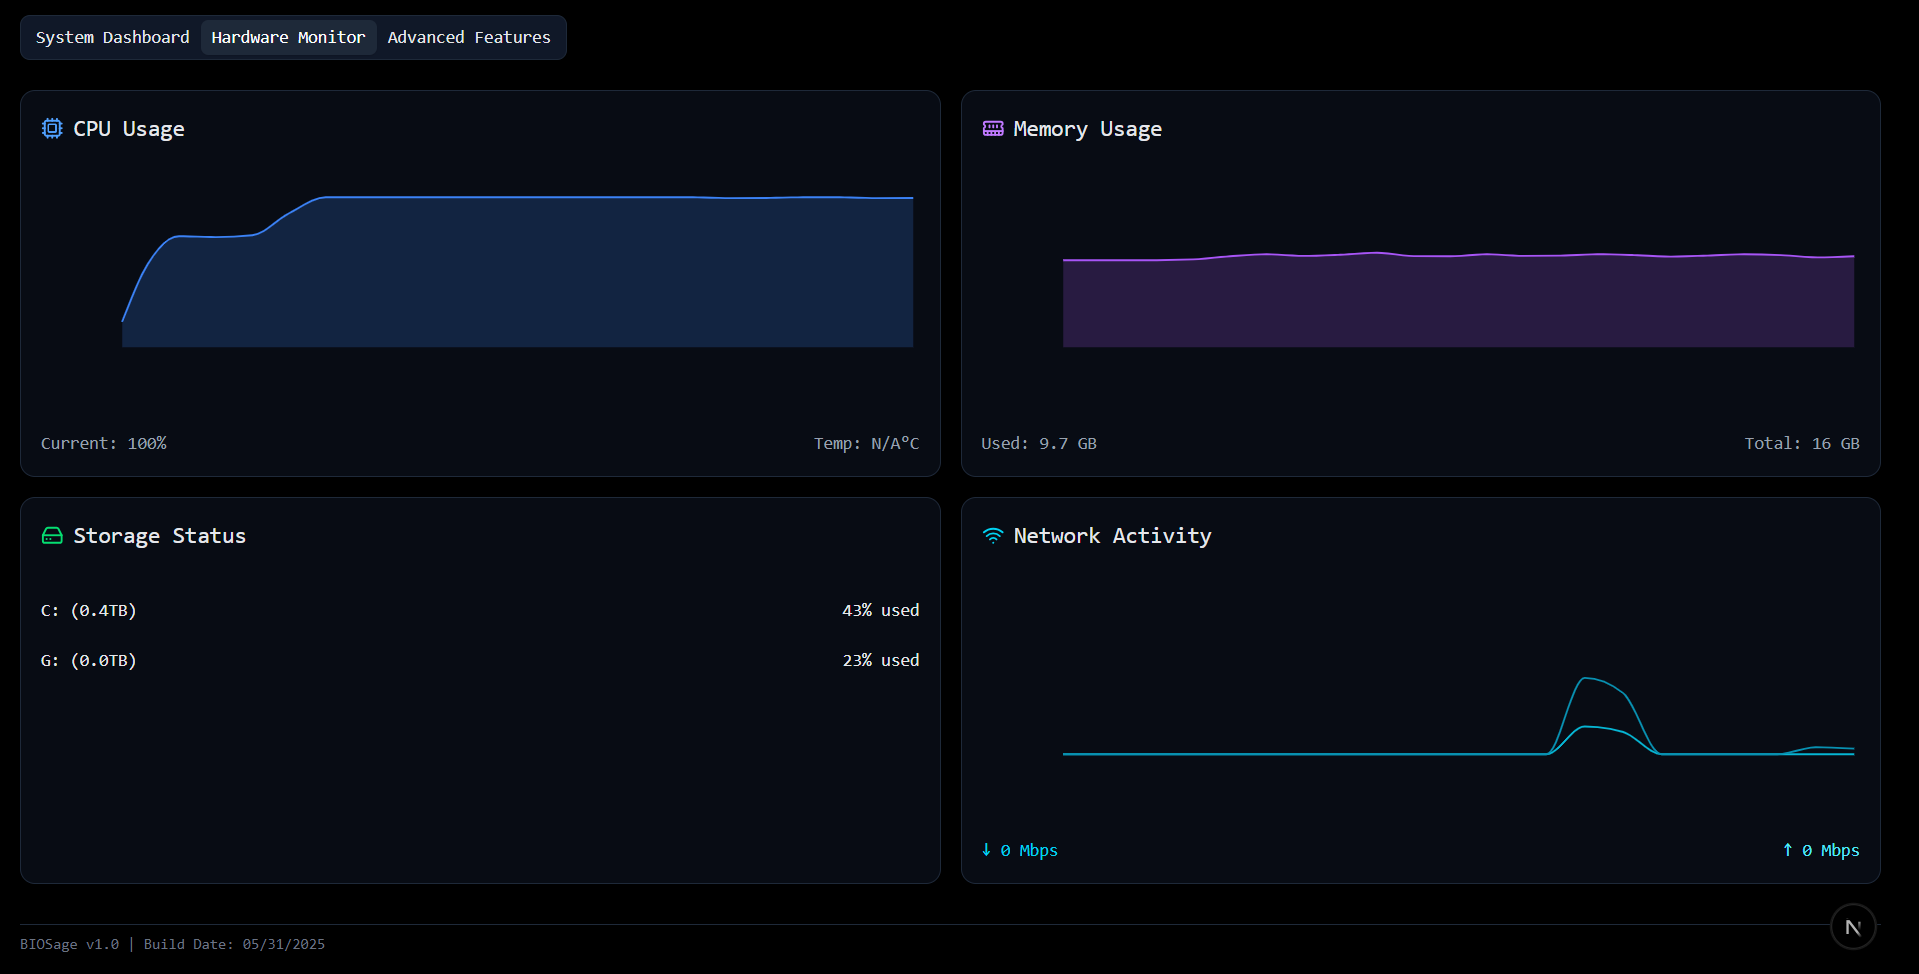 System Dashboard Hardware Monitor Advanced Features
CPU Usage
Current: 100% Temp: N/A°C
Memory Usage
Used: 9.7 GB Total: 16 GB
Storage Status
C: (0.4TB) 43% used
G: (0.0TB) 23% used
Network Activity
↓ 0 Mbps ↑ 0 Mbps
BIOSage v1.0 | Build Date: 05/31/2025
N